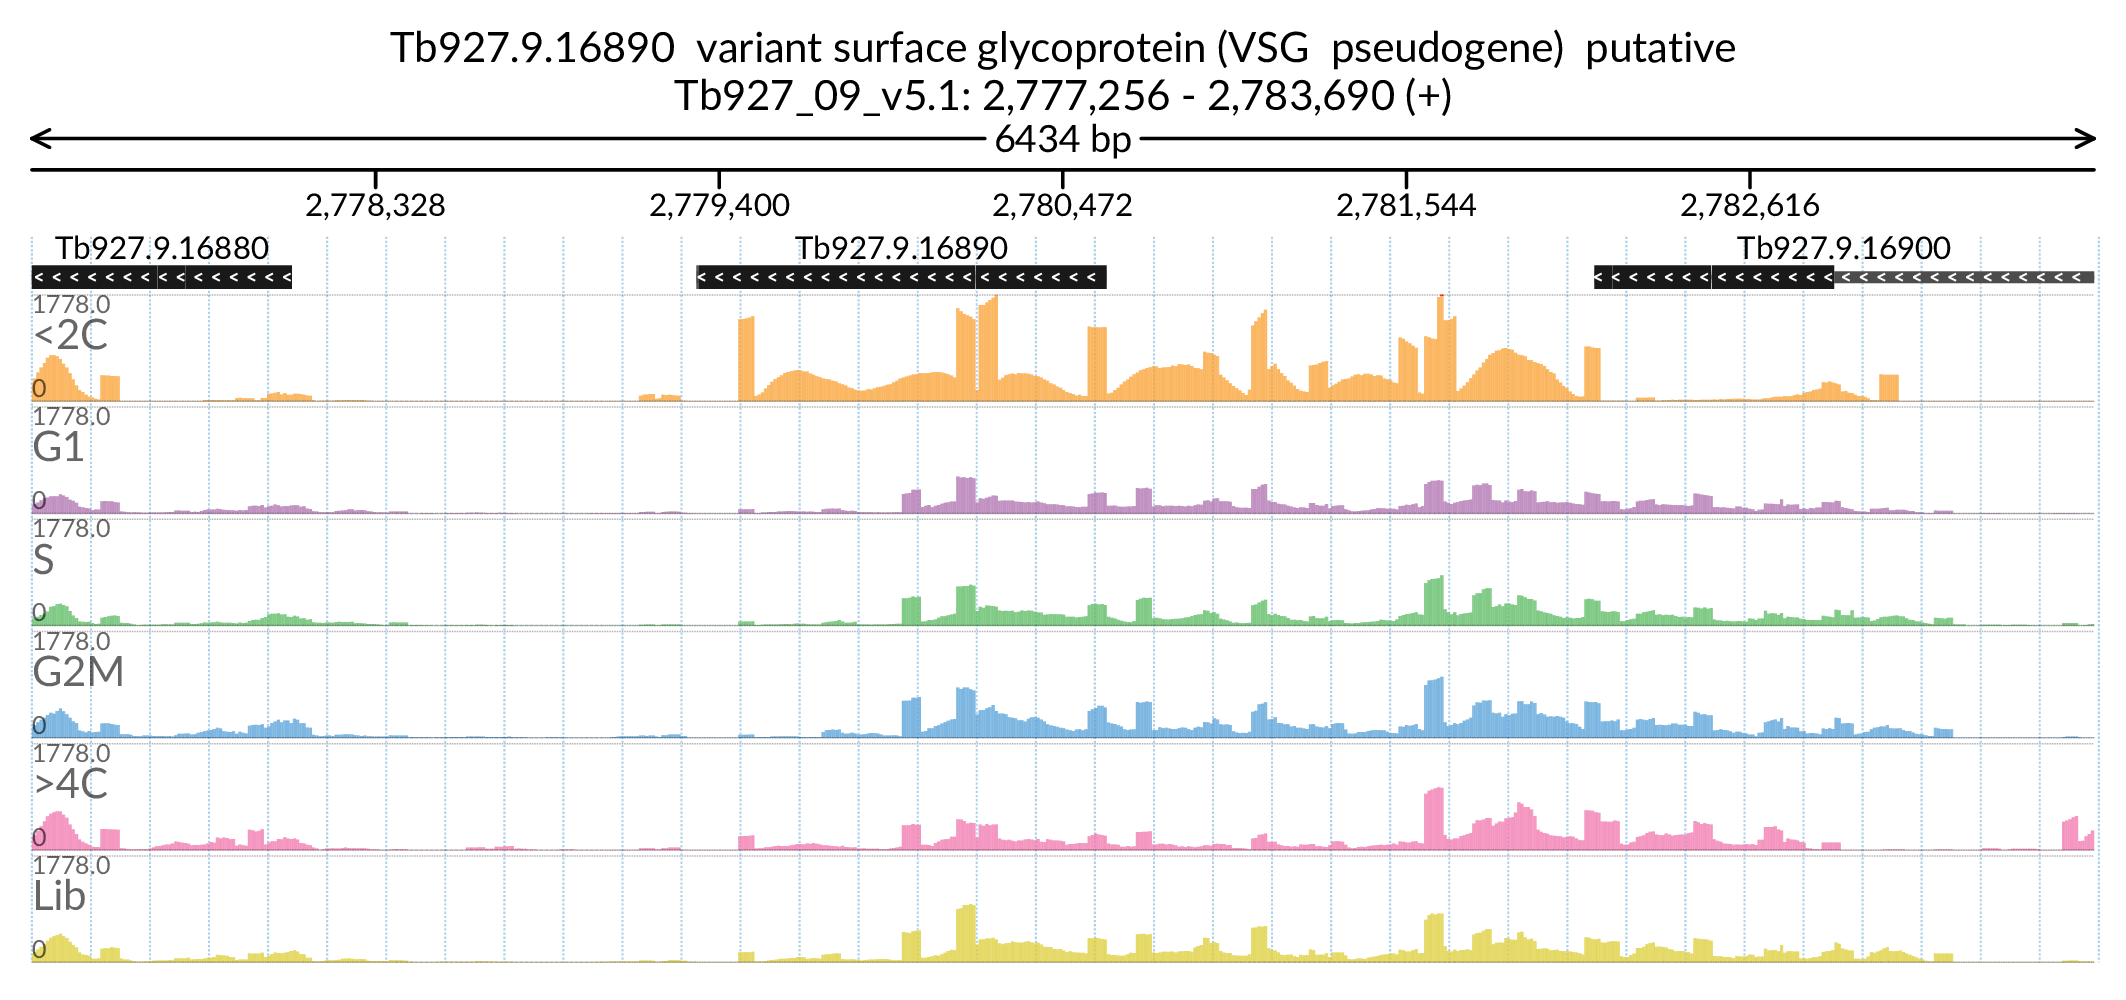 Tb927.9.16890  variant surface glycoprotein (VSG  pseudogene)  putative
Tb927_09_v5.1: 2,777,256 - 2,783,690 (+)
6434 bp
2,778,328 2,779,400 2,780,472 2,781,544 2,782,616
Tb927.9.16880 Tb927.9.16890 Tb927.9.16900
1778.0
<2C
0
1778.0
G1
0
1778.0
S
0
1778.0
G2M
0
1778.0
>4C
0
1778.0
Lib
0